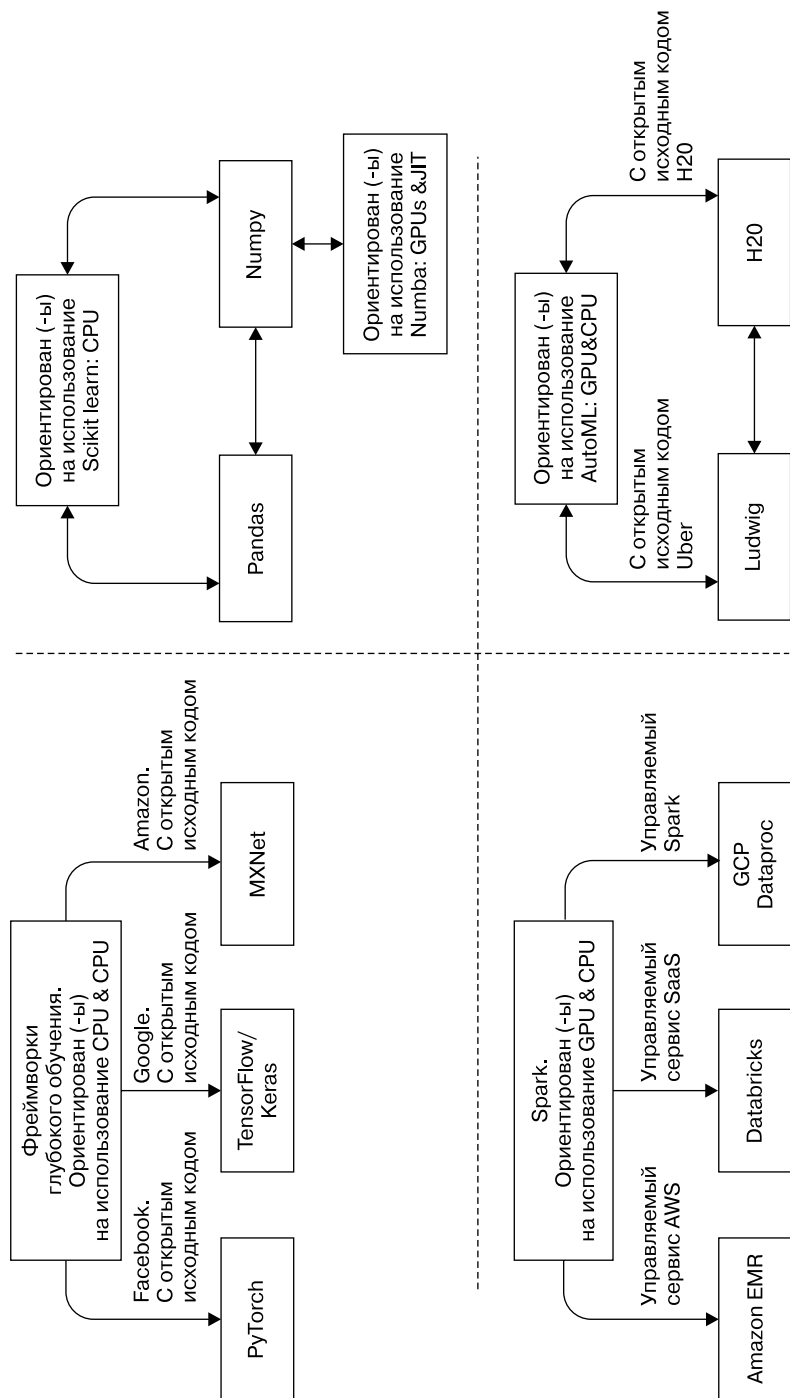 Фреймворки
глубокого обучения.
Ориентирован (-ы)
на использование CPU & CPU
Facebook.
С открытым
исходным кодом
Google.
С открытым
исходным кодом
Amazon.
С открытым
исходным кодом
PyTorch
TensorFlow/
Keras
MXNet
Ориентирован (-ы)
на использование
Scikit learn: CPU
Pandas
Numpy
Ориентирован (-ы)
на использование
Numba: GPUs &JIT
Spark.
Ориентирован (-ы)
на использование GPU & CPU
Управляемый
сервис AWS
Управляемый
сервис SaaS
Управляемый
Spark
Amazon EMR
Databricks
GCP
Dataproc
Ориентирован (-ы)
на использование
AutoML: GPU&CPU
С открытым
исходным кодом
Uber
С открытым
исходным кодом
H20
Ludwig
H20